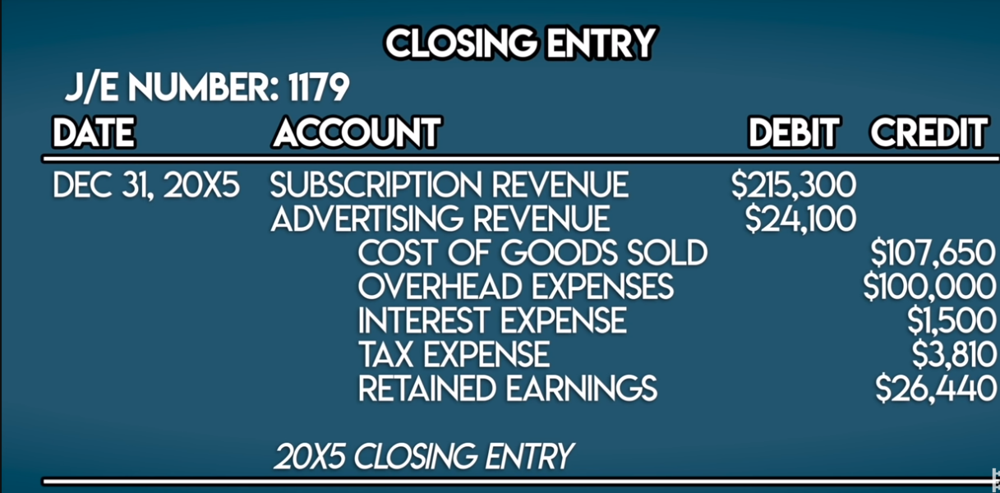 CLOSING ENTRY
J/E NUMBER: 1179
DATE ACCOUNT DEBIT CREDIT
DEC 31, 20X5 SUBSCRIPTION REVENUE $215,300
ADVERTISING REVENUE $24,100
COST OF GOODS SOLD $107,650
OVERHEAD EXPENSES $100,000
INTEREST EXPENSE $1,500
TAX EXPENSE $3,810
RETAINED EARNINGS $26,440
20X5 CLOSING ENTRY